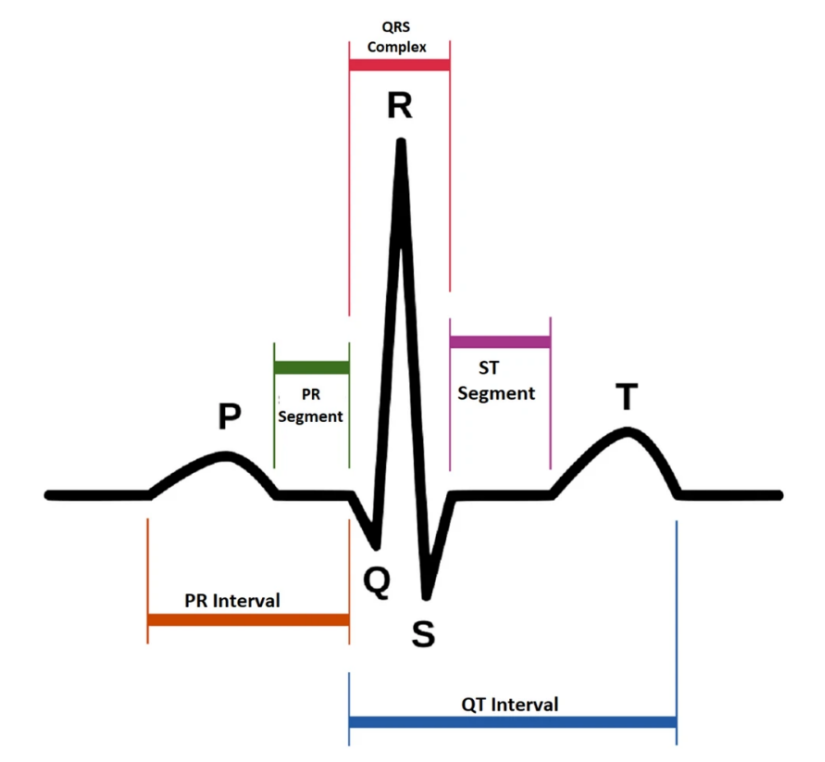 QRS
Complex
R
PR
Segment
ST
Segment
P
T
Q
PR Interval
S
QT Interval